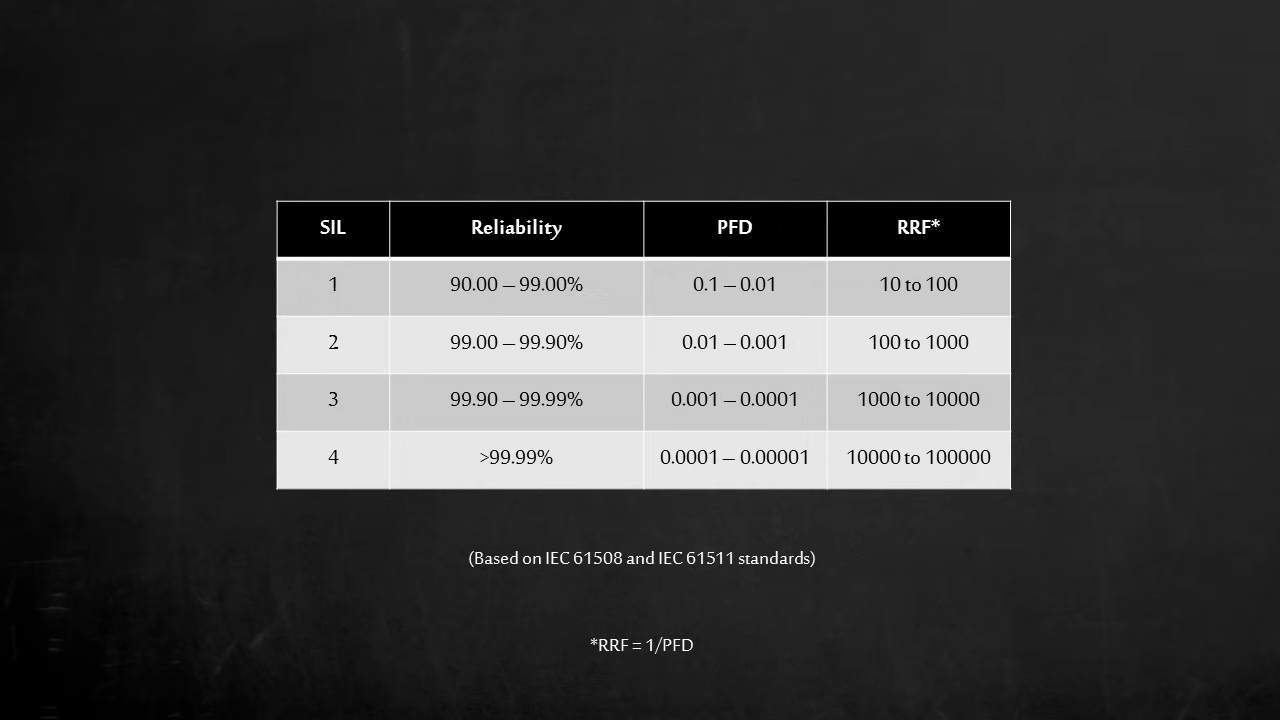 SIL Reliability PFD RRF*
1 90.00 – 99.00% 0.1 – 0.01 10 to 100
2 99.00 – 99.90% 0.01 – 0.001 100 to 1000
3 99.90 – 99.99% 0.001 – 0.0001 1000 to 10000
4 >99.99% 0.0001 – 0.00001 10000 to 100000
(Based on IEC 61508 and IEC 61511 standards)
*RRF = 1/PFD